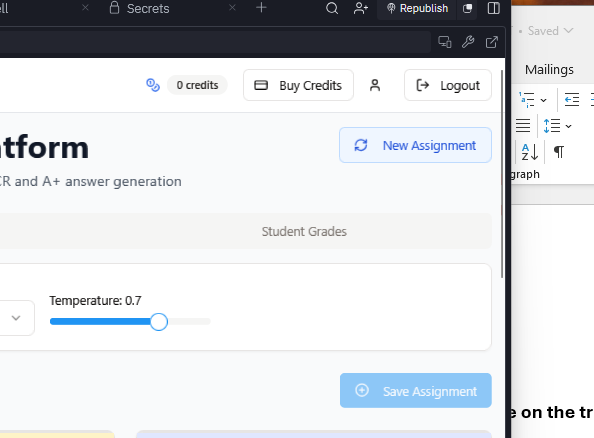 ell
Secrets
Republish
Saved
Mailings
0 credits
Buy Credits
Logout
graph
tform
New Assignment
CR and A+ answer generation
Student Grades
Temperature: 0.7
Save Assignment
e on the tr